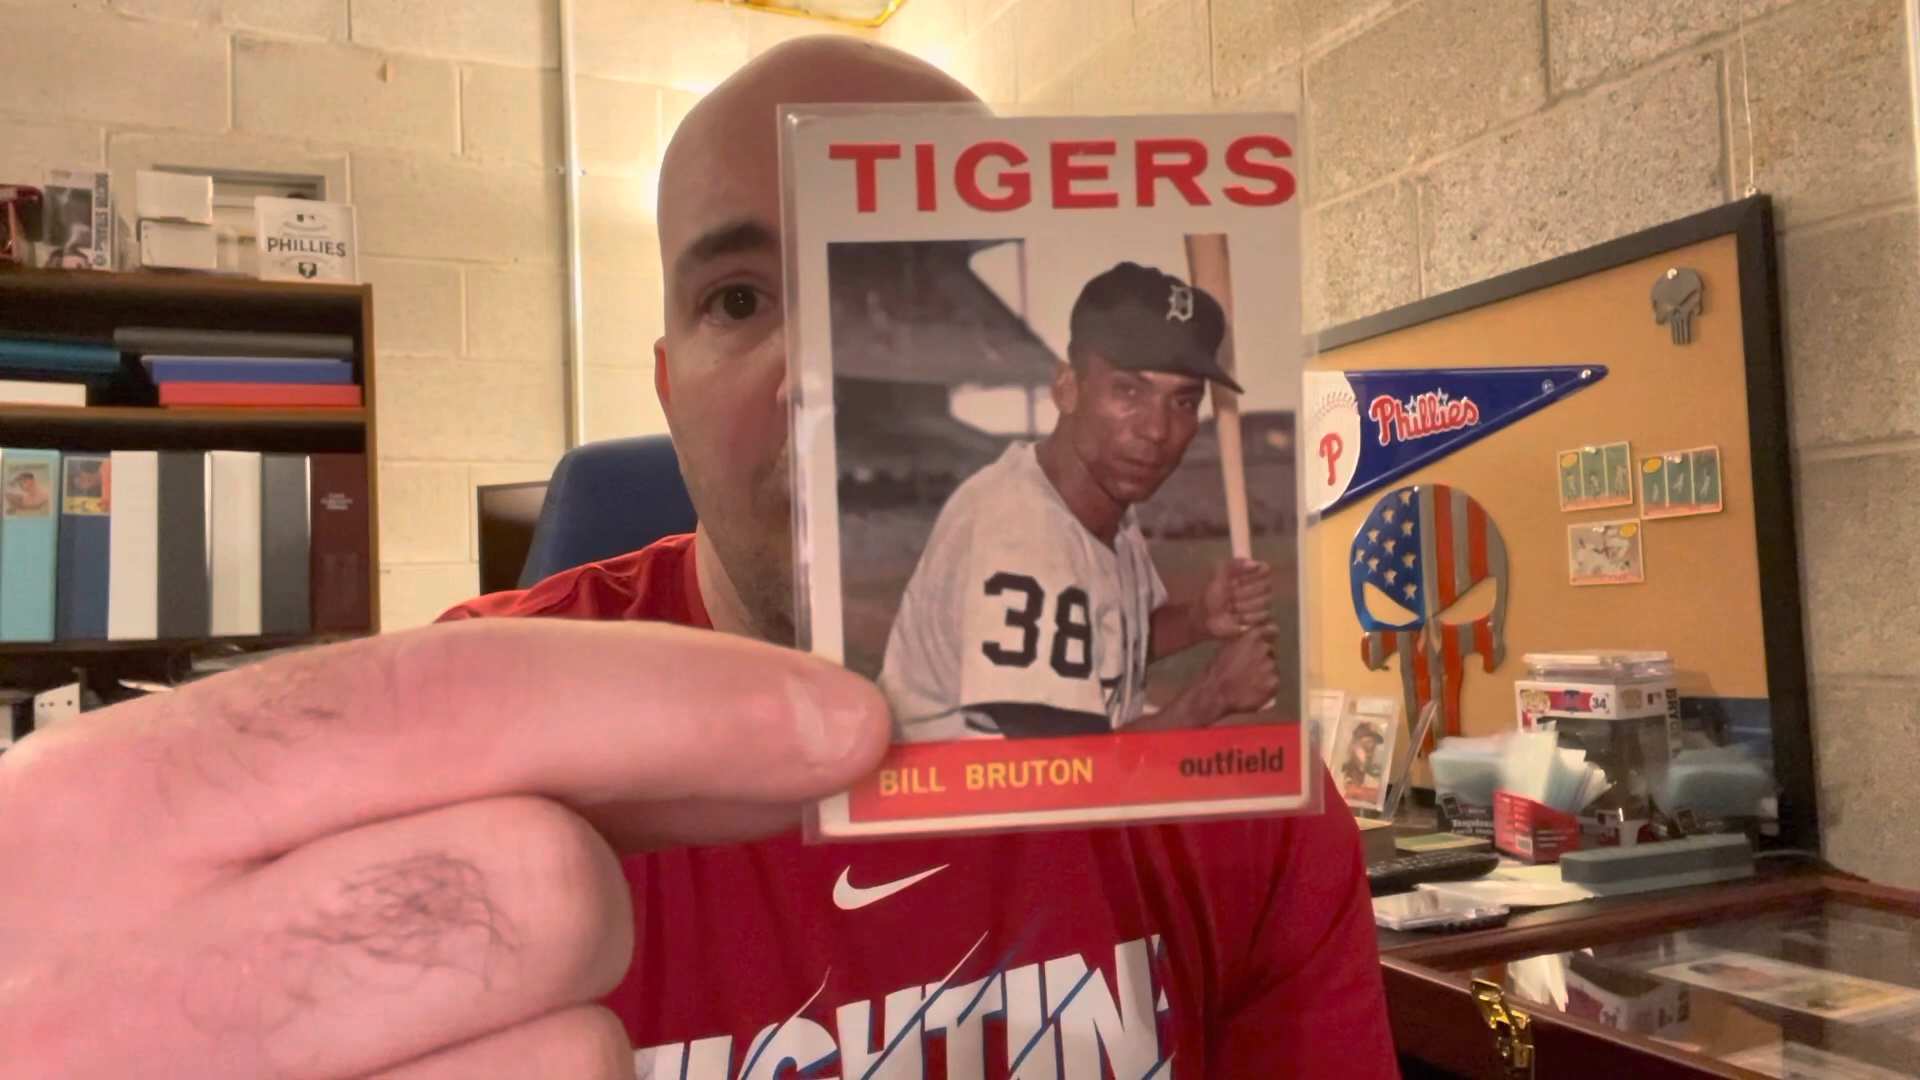 TIGERS
D
38
BILL BRUTON outfield
PHILLIES
P
Phillies
34